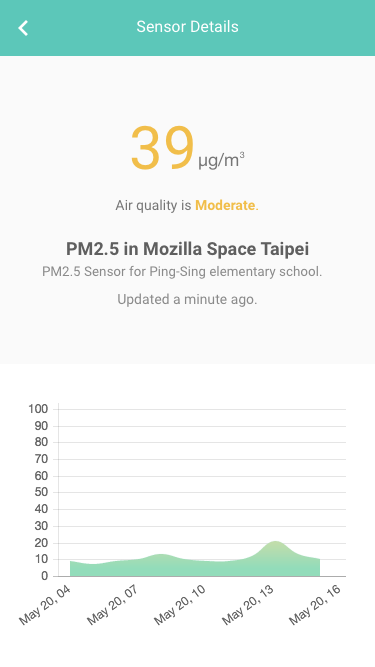 Sensor Details
39 µg/m³
Air quality is Moderate.
PM2.5 in Mozilla Space Taipei
PM2.5 Sensor for Ping-Sing elementary school.
Updated a minute ago.
100
90
80
70
60
50
40
30
20
10
0
May 20, 04
May 20, 07
May 20, 10
May 20, 13
May 20, 16